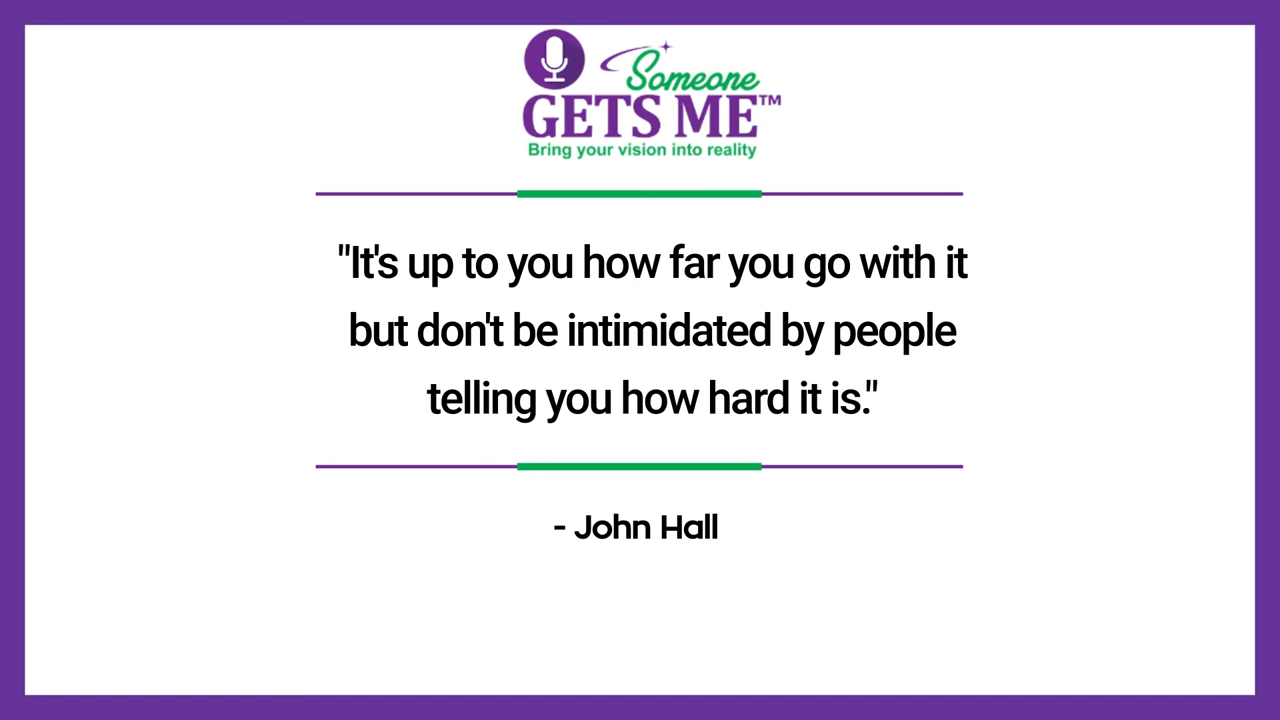 Someone
GETS ME™
Bring your vision into reality
"It's up to you how far you go with it
but don't be intimidated by people
telling you how hard it is."
- John Hall